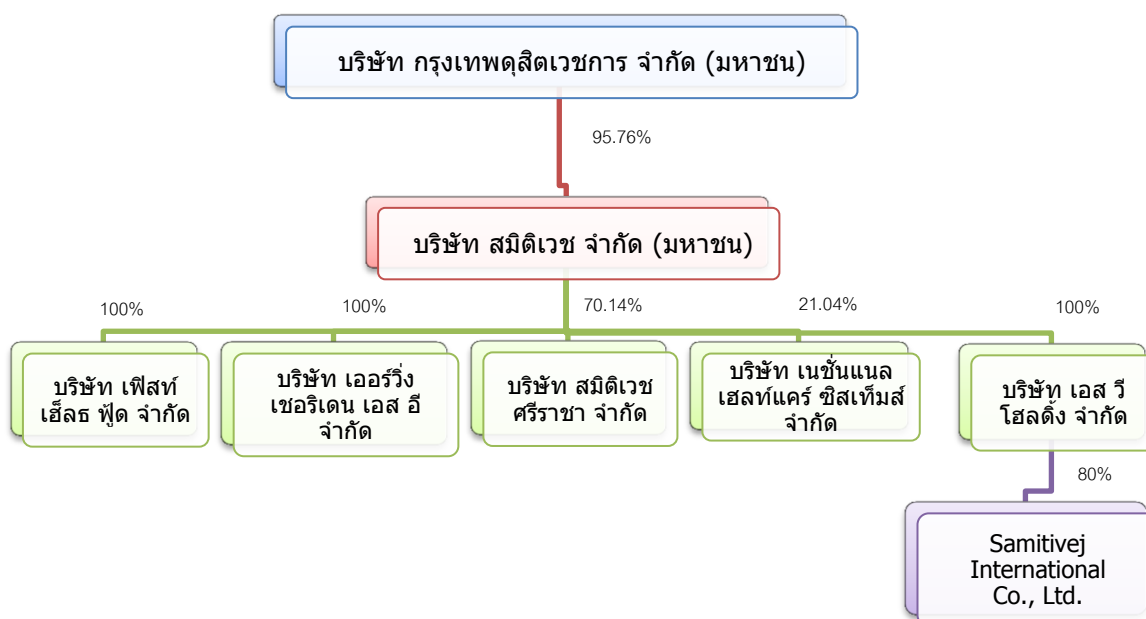 บริษัท กรุงเทพดุสิตเวชการ จำกัด (มหาชน)
95.76%
บริษัท สมิติเวช จำกัด (มหาชน)
100%
100%
70.14%
21.04%
100%
บริษัท เฟิสท์
เฮ็ลธ ฟู้ด จำกัด
บริษัท เออร์วิ่ง
เชอริเดน เอส อี
จำกัด
บริษัท สมิติเวช
ศรีราชา จำกัด
บริษัท เนชั่นแนล
เฮลท์แคร์ ซิสเท็มส์
จำกัด
บริษัท เอส วี
โฮลดิ้ง จำกัด
80%
Samitivej
International
Co., Ltd.